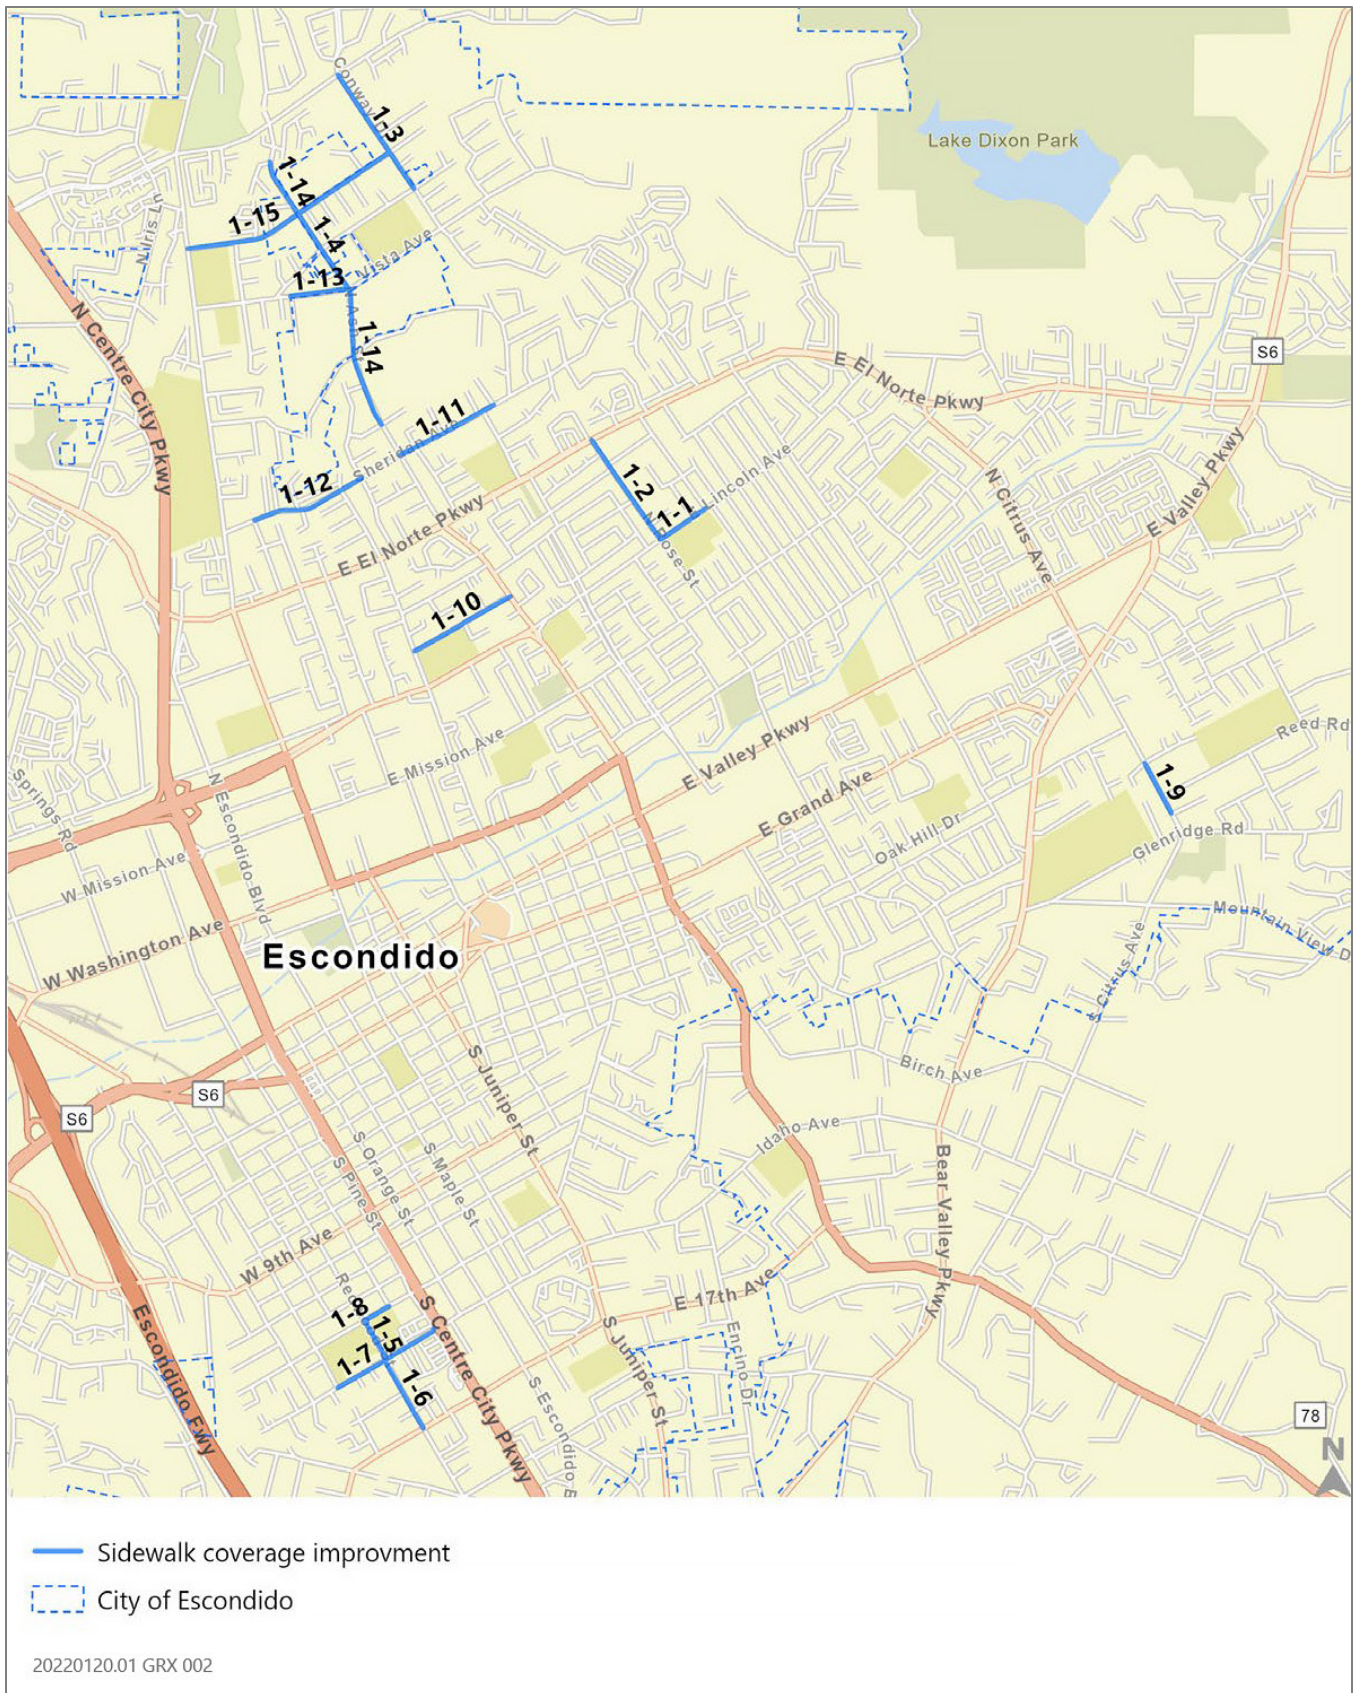 Conway
1-3
Lake Dixon Park
1-14
1-15
1-4
N Iris Ln
Vista Ave
1-13
N Ash St
1-14
N Centre City Pkwy
S6
E El Norte Pkwy
1-11
Sheridan Ave
1-12
1-2
1-1
Lincoln Ave
N Rose St
N Citrus Ave
E Valley Pkwy
E El Norte Pkwy
1-10
E Mission Ave
E Valley Pkwy
Reed Rd
1-9
Springs Rd
N Escondido Blvd
E Grand Ave
Oak Hill Dr
Glenridge Rd
W Mission Ave
W Washington Ave
Mountain View D
Escondido
S Citrus Ave
S Juniper St
Birch Ave
S6
S6
Idaho Ave
S Orange St
S Maple St
S Pine St
Bear Valley Pkwy
W 9th Ave
E 17th Ave
1-8
1-5
1-7
1-6
S Centre City Pkwy
S Juniper St
Encino Dr
Escondido Fwy
S Escondido B
78
N
Sidewalk coverage improvment
City of Escondido
20220120.01 GRX 002